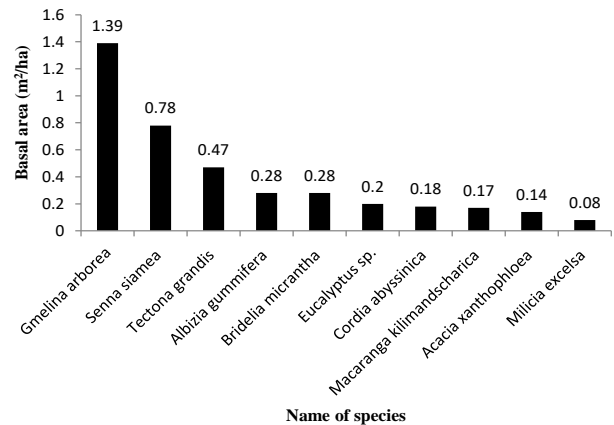 Basal area (m²/ha)
1.6
1.4
1.2
1
0.8
0.6
0.4
0.2
0
1.39
0.78
0.47
0.28
0.28
0.2
0.18
0.17
0.14
0.08
Gmelina arborea
Senna siamea
Tectona grandis
Albizia gummifera
Bridelia micrantha
Eucalyptus sp.
Cordia abyssinica
Macaranga kilimandscharica
Acacia xanthophloea
Milicia excelsa
Name of species